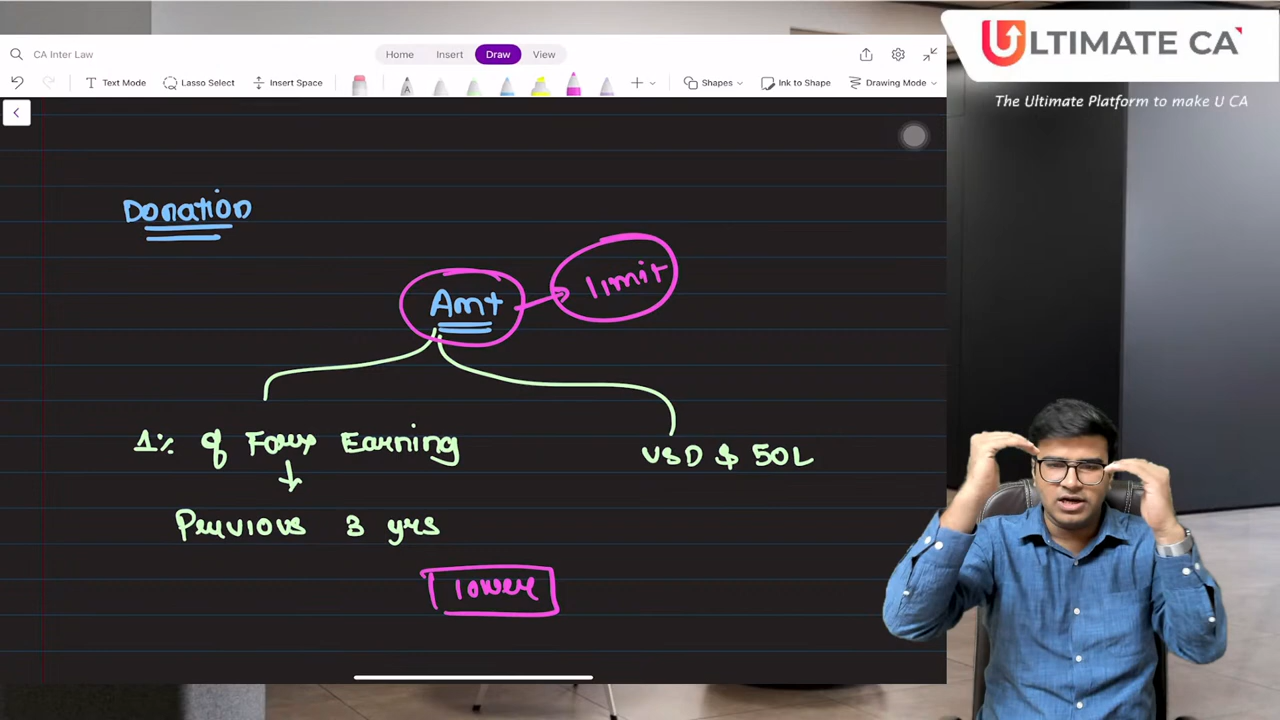 ULTIMATE CA
The Ultimate Platform to make U CA
CA Inter Law
Home Insert Draw View
Text Mode Lasso Select Insert Space Shapes Ink to Shape Drawing Mode
Donation
limit
Amt
1% of Forex Earning
USD $ 50L
Previous 3 yrs
lower